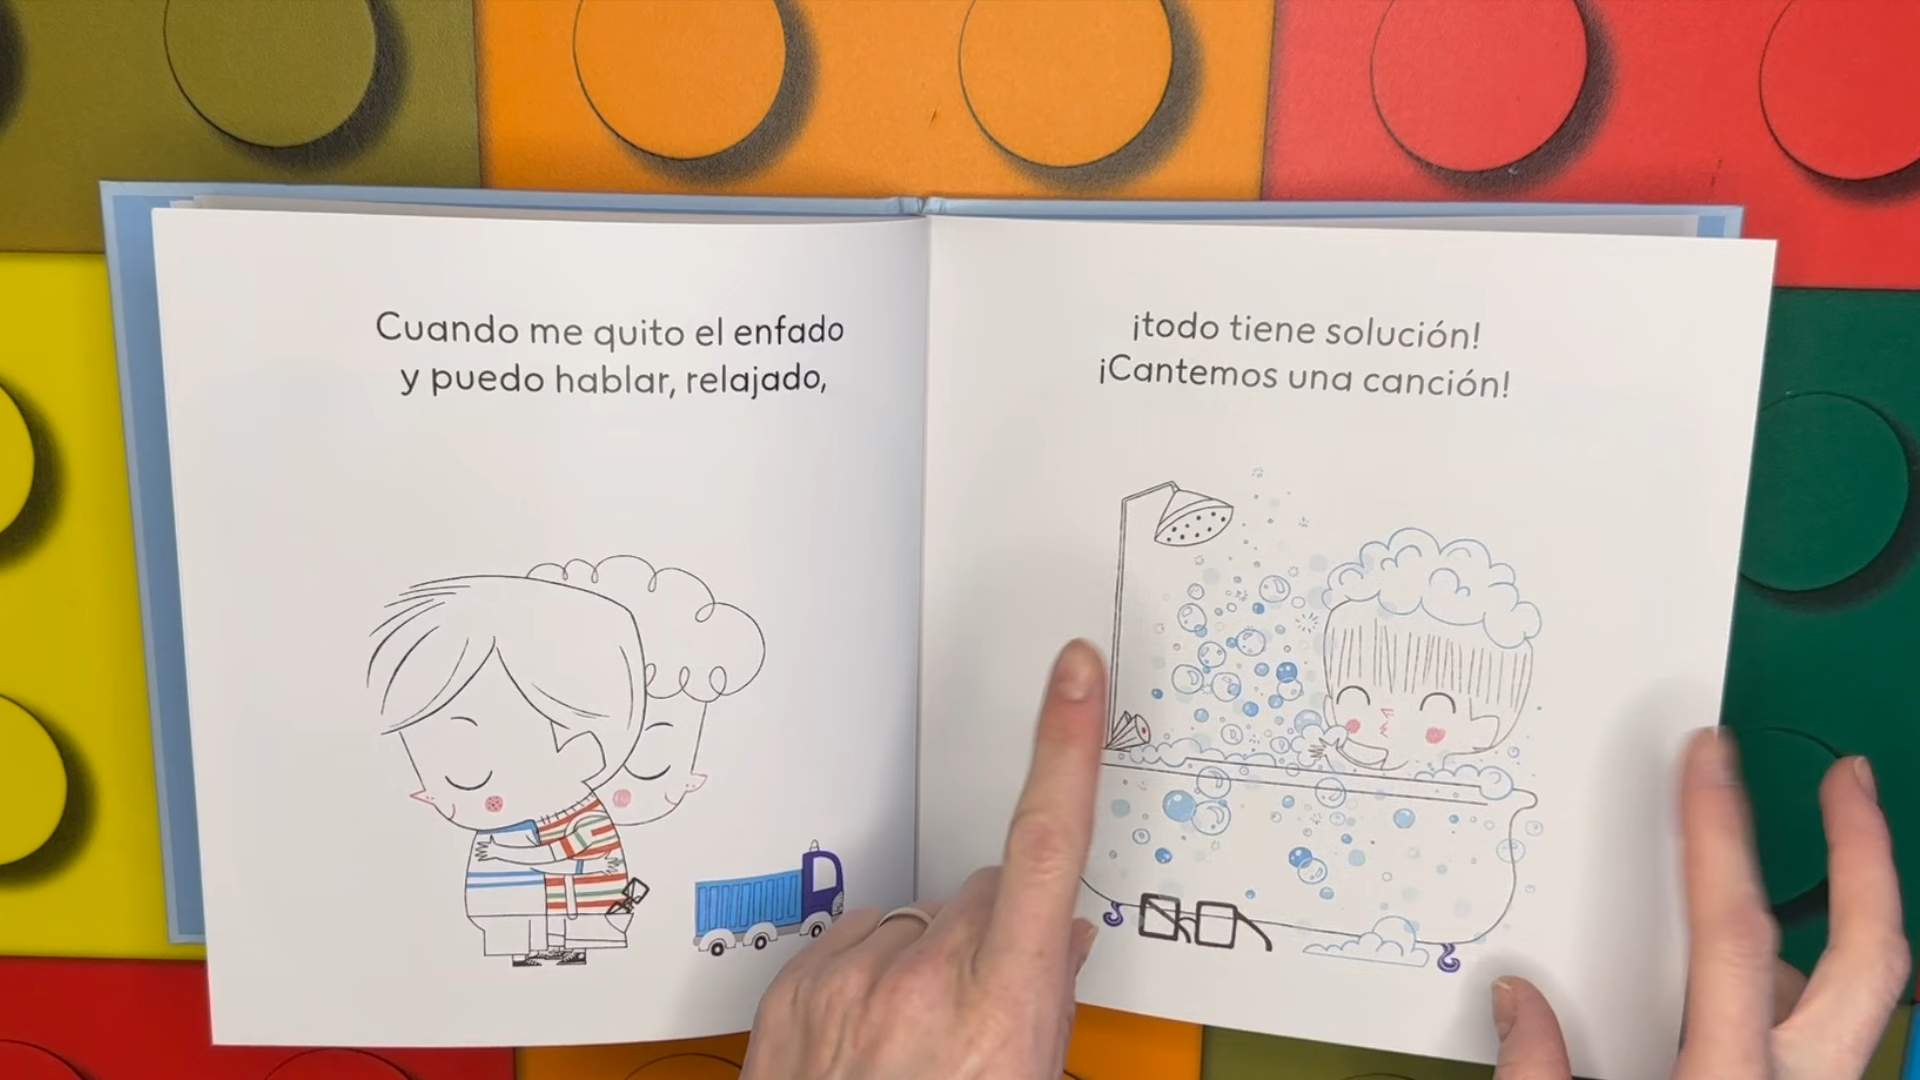 Cuando me quito el enfado
y puedo hablar, relajado,
¡todo tiene solución!
¡Cantemos una canción!